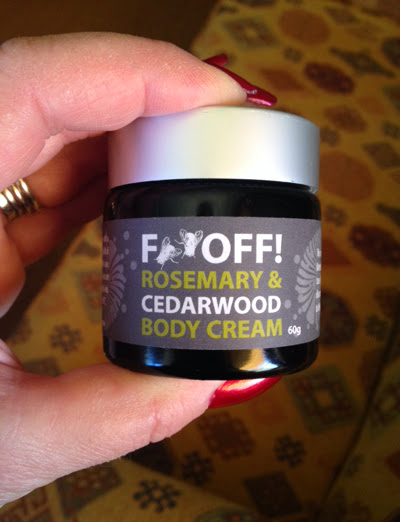 F OFF!
ROSEMARY &
CEDARWOOD
BODY CREAM 60g